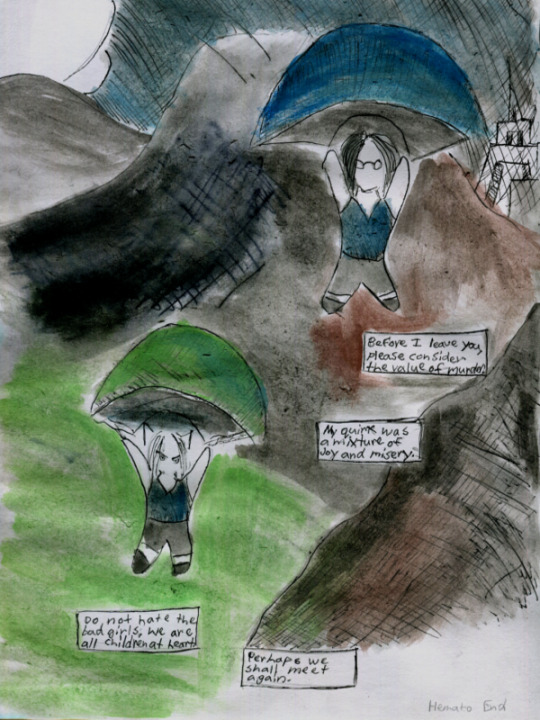 Before I leave you,
please consider
the value of murder.
My quirk was
a mixture of
Joy and misery.
Do not hate the
bad girls, we are
all children at heart
Perhaps we
shall meet
again.
Hemato End